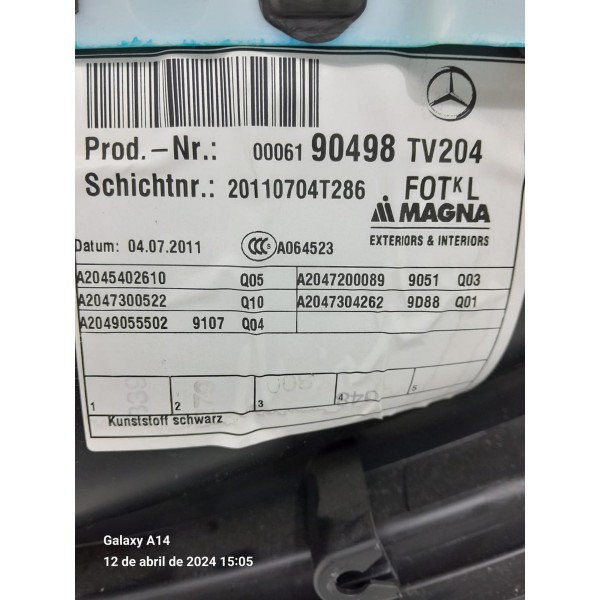 Prod.-Nr.: 00061 90498 TV204
Schichtnr.: 20110704T286 FOTᴷL
MAGNA
Datum: 04.07.2011 CCC S A064523 EXTERIORS & INTERIORS
A2045402610 Q05 A2047200089 9051 Q03
A2047300522 Q10 A2047304262 9D88 Q01
A2049055502 9107 Q04
1 2 3 4 5
Kunststoff schwarz
Galaxy A14
12 de abril de 2024 15:05